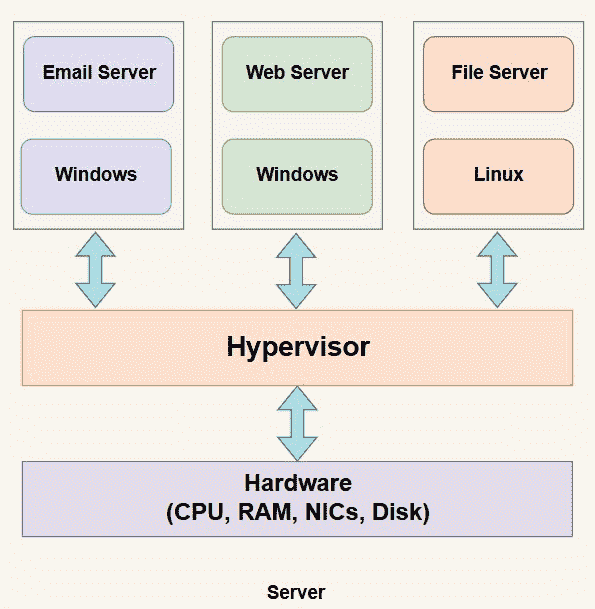 Email Server
Web Server
File Server
Windows
Windows
Linux
Hypervisor
Hardware
(CPU, RAM, NICs, Disk)
Server